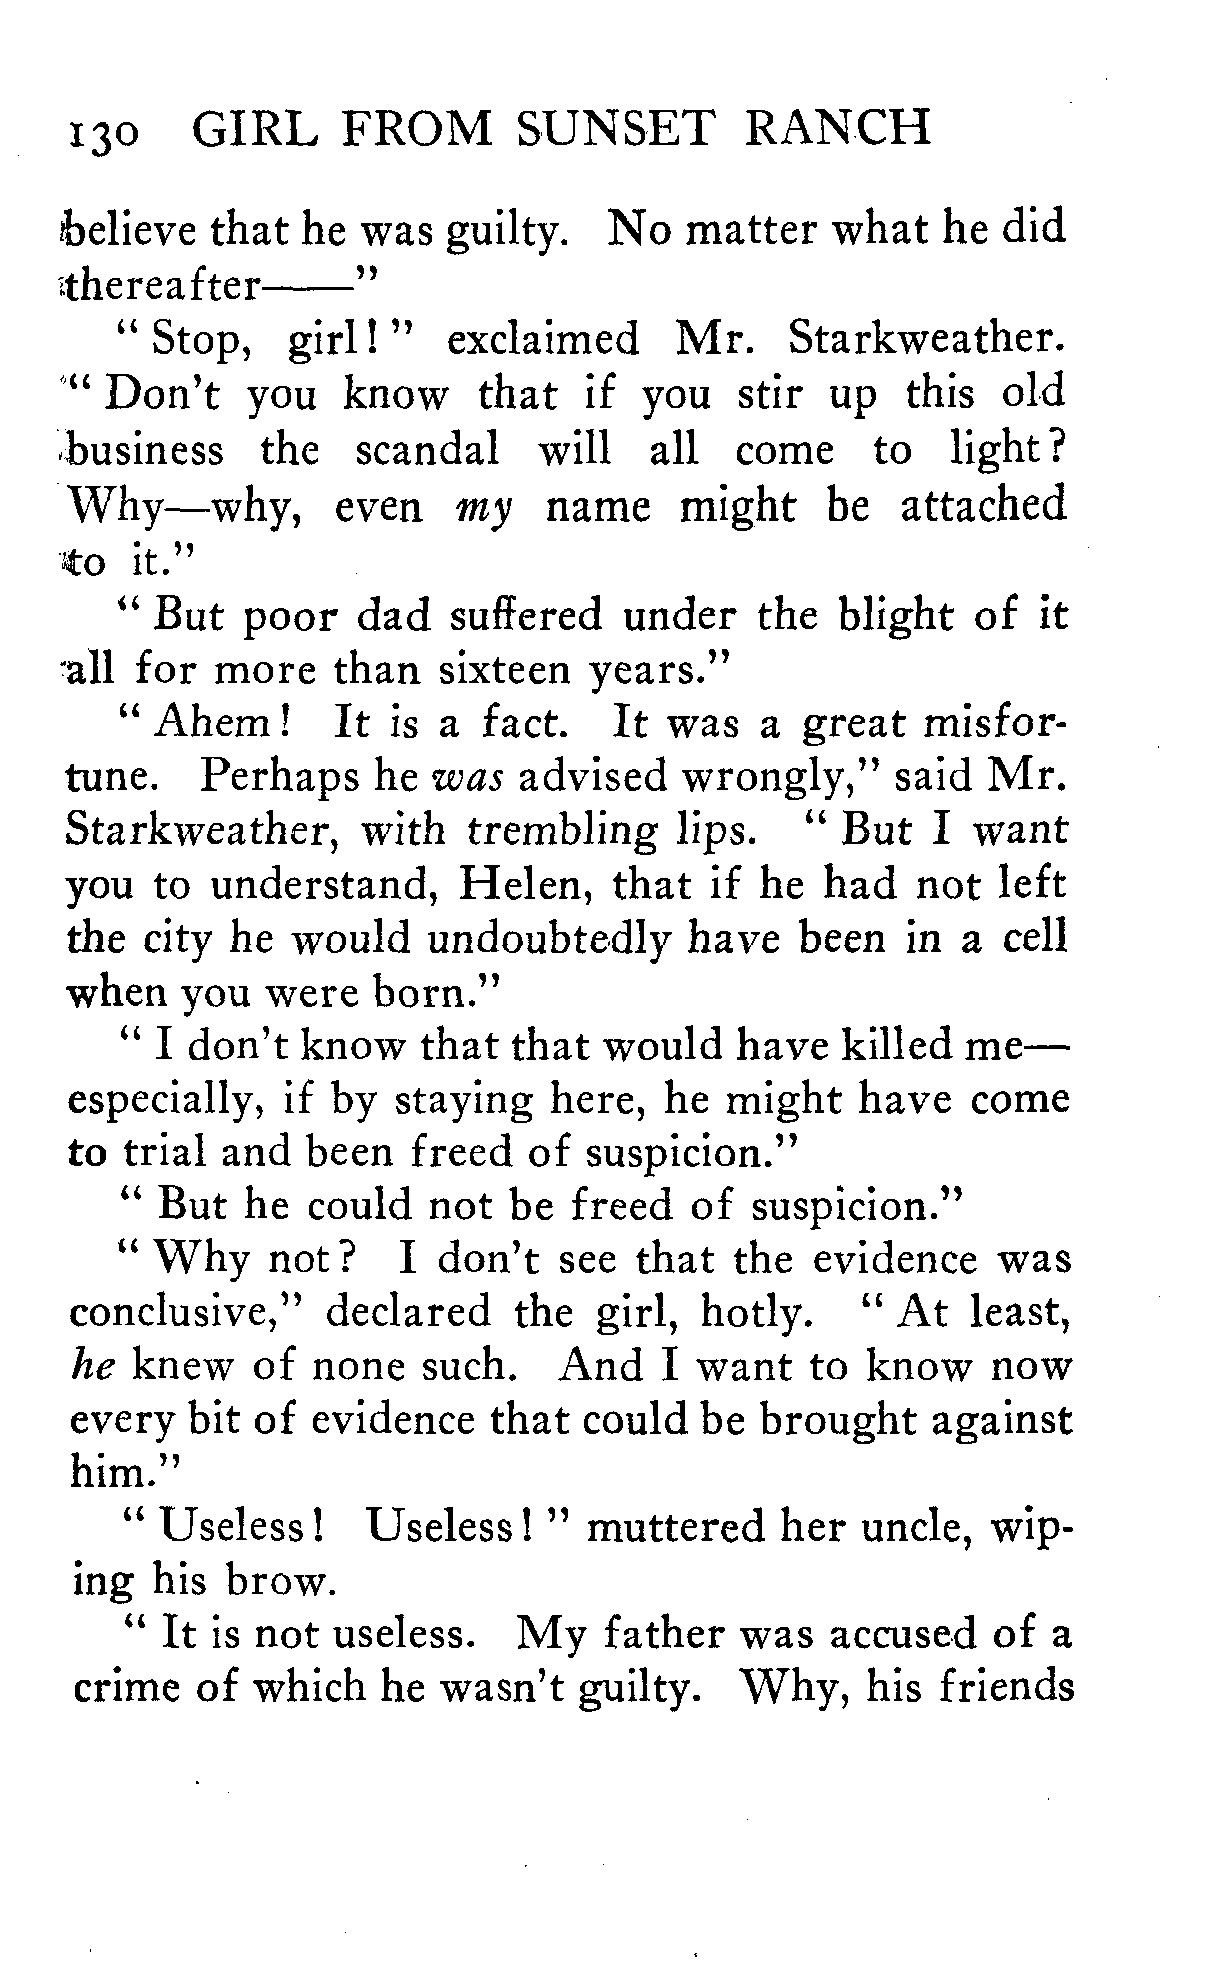 130 GIRL FROM SUNSET RANCH
believe that he was guilty. No matter what he did
thereafter——"
" Stop, girl! " exclaimed Mr. Starkweather.
" Don't you know that if you stir up this old
business the scandal will all come to light?
Why—why, even my name might be attached
to it."
" But poor dad suffered under the blight of it
all for more than sixteen years."
" Ahem! It is a fact. It was a great misfor-
tune. Perhaps he was advised wrongly," said Mr.
Starkweather, with trembling lips. " But I want
you to understand, Helen, that if he had not left
the city he would undoubtedly have been in a cell
when you were born."
" I don't know that that would have killed me—
especially, if by staying here, he might have come
to trial and been freed of suspicion."
" But he could not be freed of suspicion."
" Why not? I don't see that the evidence was
conclusive," declared the girl, hotly. " At least,
he knew of none such. And I want to know now
every bit of evidence that could be brought against
him."
" Useless! Useless! " muttered her uncle, wip-
ing his brow.
" It is not useless. My father was accused of a
crime of which he wasn't guilty. Why, his friends